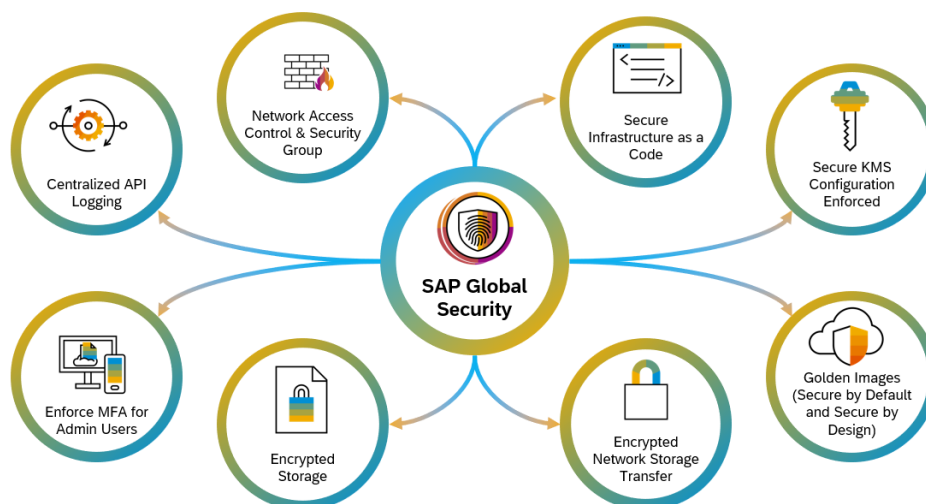 Network Access
Control & Security
Group
Secure
Infrastructure as a
Code
Centralized API
Logging
Secure KMS
Configuration
Enforced
SAP Global
Security
Enforce MFA for
Admin Users
Encrypted
Storage
Encrypted
Network Storage
Transfer
Golden Images
(Secure by Default
and Secure by
Design)